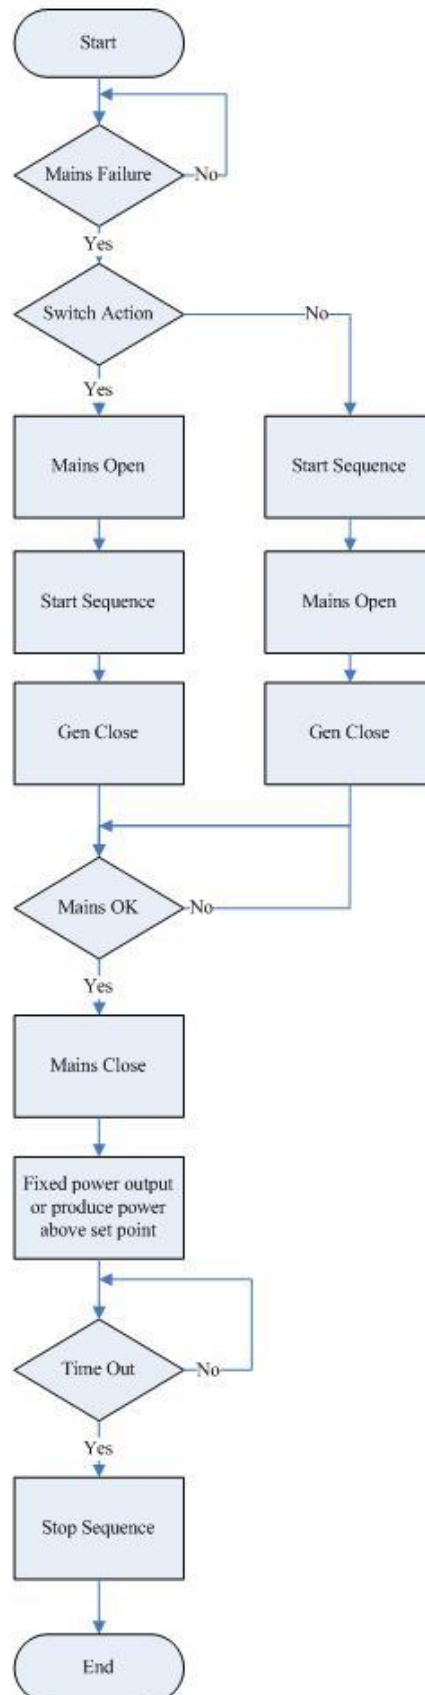 Start
Mains Failure
No
Yes
Switch Action
No
Yes
Mains Open
Start Sequence
Start Sequence
Mains Open
Gen Close
Gen Close
Mains OK
No
Yes
Mains Close
Fixed power output
or produce power
above set point
Time Out
No
Yes
Stop Sequence
End